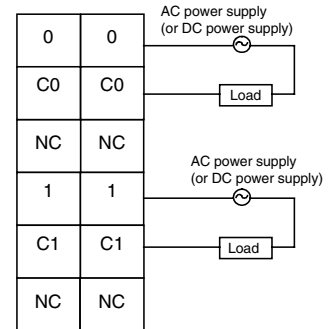 AC power supply
(or DC power supply)
0 0
C0 C0
Load
NC NC
AC power supply
(or DC power supply)
1 1
C1 C1
Load
NC NC